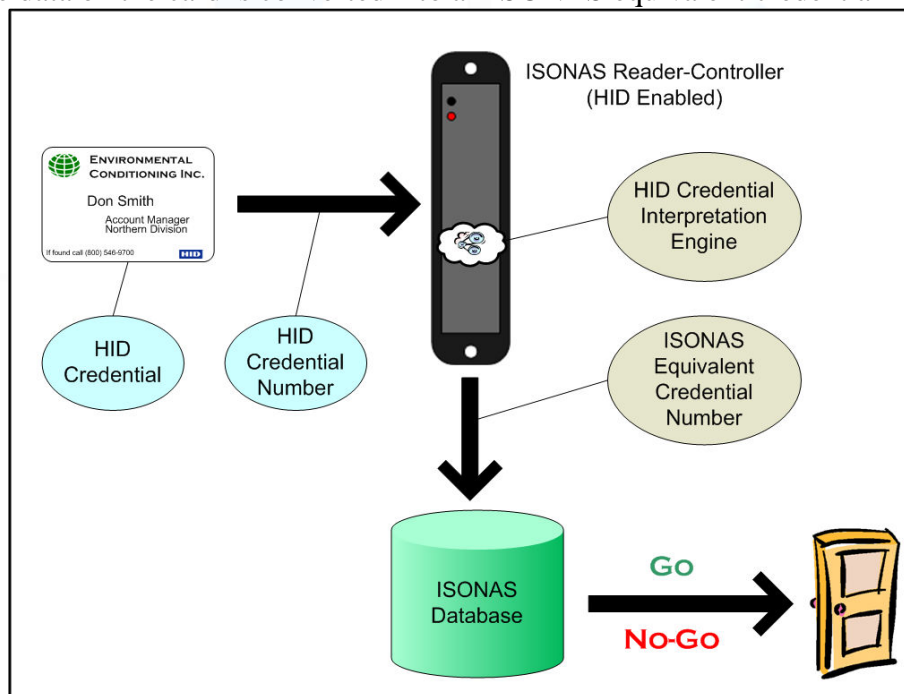 ISONAS Reader-Controller
(HID Enabled)
ENVIRONMENTAL
CONDITIONING INC.
Don Smith
Account Manager
Northern Division
If found call (800) 546-9700
HID
HID Credential
Interpretation
Engine
HID
Credential
HID
Credential
Number
ISONAS
Equivalent
Credential
Number
ISONAS
Database
Go
No-Go